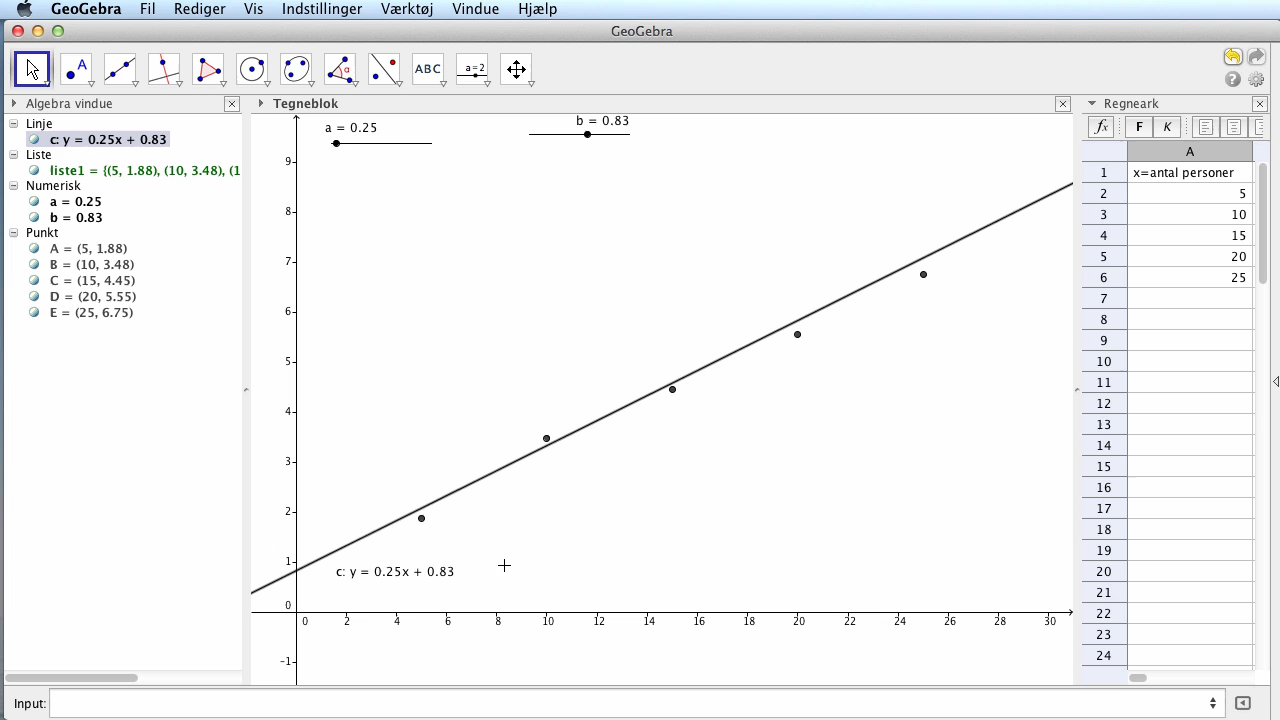 GeoGebra Fil Rediger Vis Indstillinger Værktøj Vindue Hjælp
GeoGebra
A
α
ABC
a = 2
?
Algebra vindue
Linje
c: y = 0.25x + 0.83
Liste
liste1 = {(5, 1.88), (10, 3.48), (1
Numerisk
a = 0.25
b = 0.83
Punkt
A = (5, 1.88)
B = (10, 3.48)
C = (15, 4.45)
D = (20, 5.55)
E = (25, 6.75)
Tegneblok
a = 0.25
b = 0.83
9
8
7
6
5
4
3
2
1
0
-1
c: y = 0.25x + 0.83
0 2 4 6 8 10 12 14 16 18 20 22 24 26 28 30
Regneark
fx F K
A
1 x=antal personer
2 5
3 10
4 15
5 20
6 25
7
8
9
10
11
12
13
14
15
16
17
18
19
20
21
22
23
24
Input: